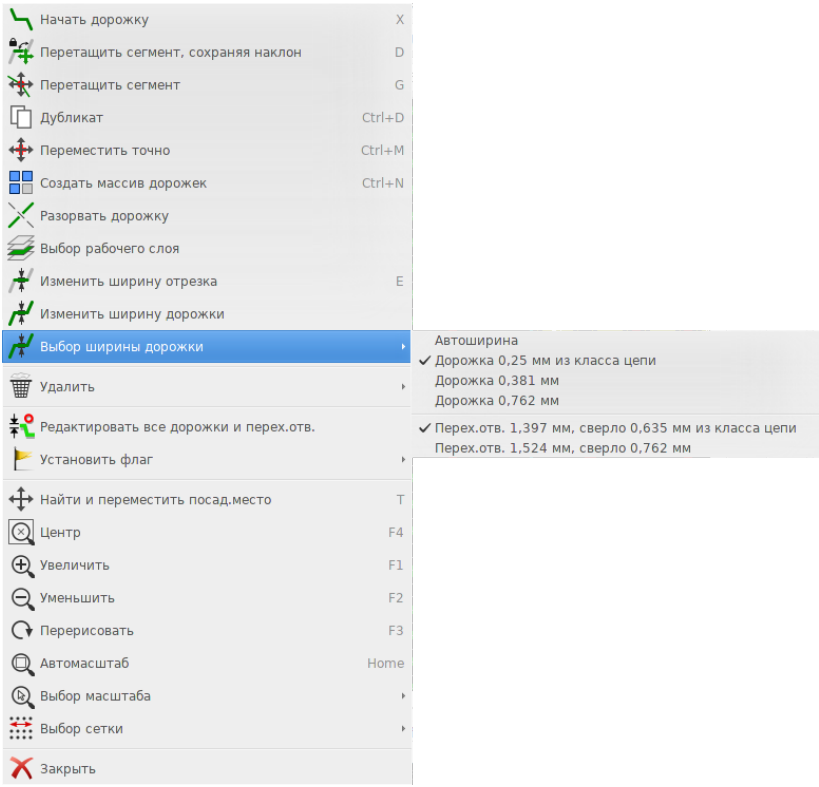 Начать дорожку X
Перетащить сегмент, сохраняя наклон D
Перетащить сегмент G
Дубликат Ctrl+D
Переместить точно Ctrl+M
Создать массив дорожек Ctrl+N
Разорвать дорожку
Выбор рабочего слоя
Изменить ширину отрезка E
Изменить ширину дорожки
Выбор ширины дорожки
Автоширина
Дорожка 0,25 мм из класса цепи
Дорожка 0,381 мм
Дорожка 0,762 мм
Перех.отв. 1,397 мм, сверло 0,635 мм из класса цепи
Перех.отв. 1,524 мм, сверло 0,762 мм
Удалить
Редактировать все дорожки и перех.отв.
Установить флаг
Найти и переместить посад.место T
Центр F4
Увеличить F1
Уменьшить F2
Перерисовать F3
Автомасштаб Home
Выбор масштаба
Выбор сетки
Закрыть